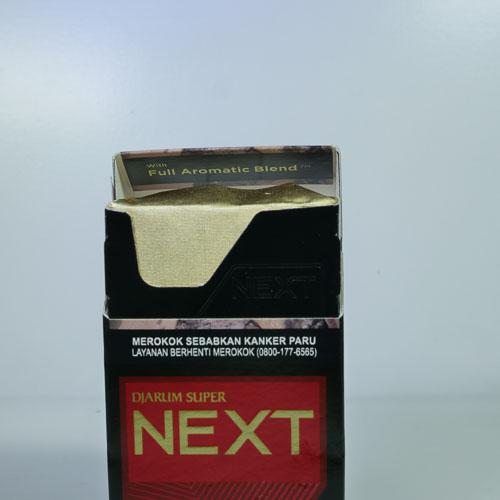 With
Full Aromatic Blend™
NEXT
MEROKOK SEBABKAN KANKER PARU
LAYANAN BERHENTI MEROKOK (0800-177-6565)
DJARUM SUPER
NEXT